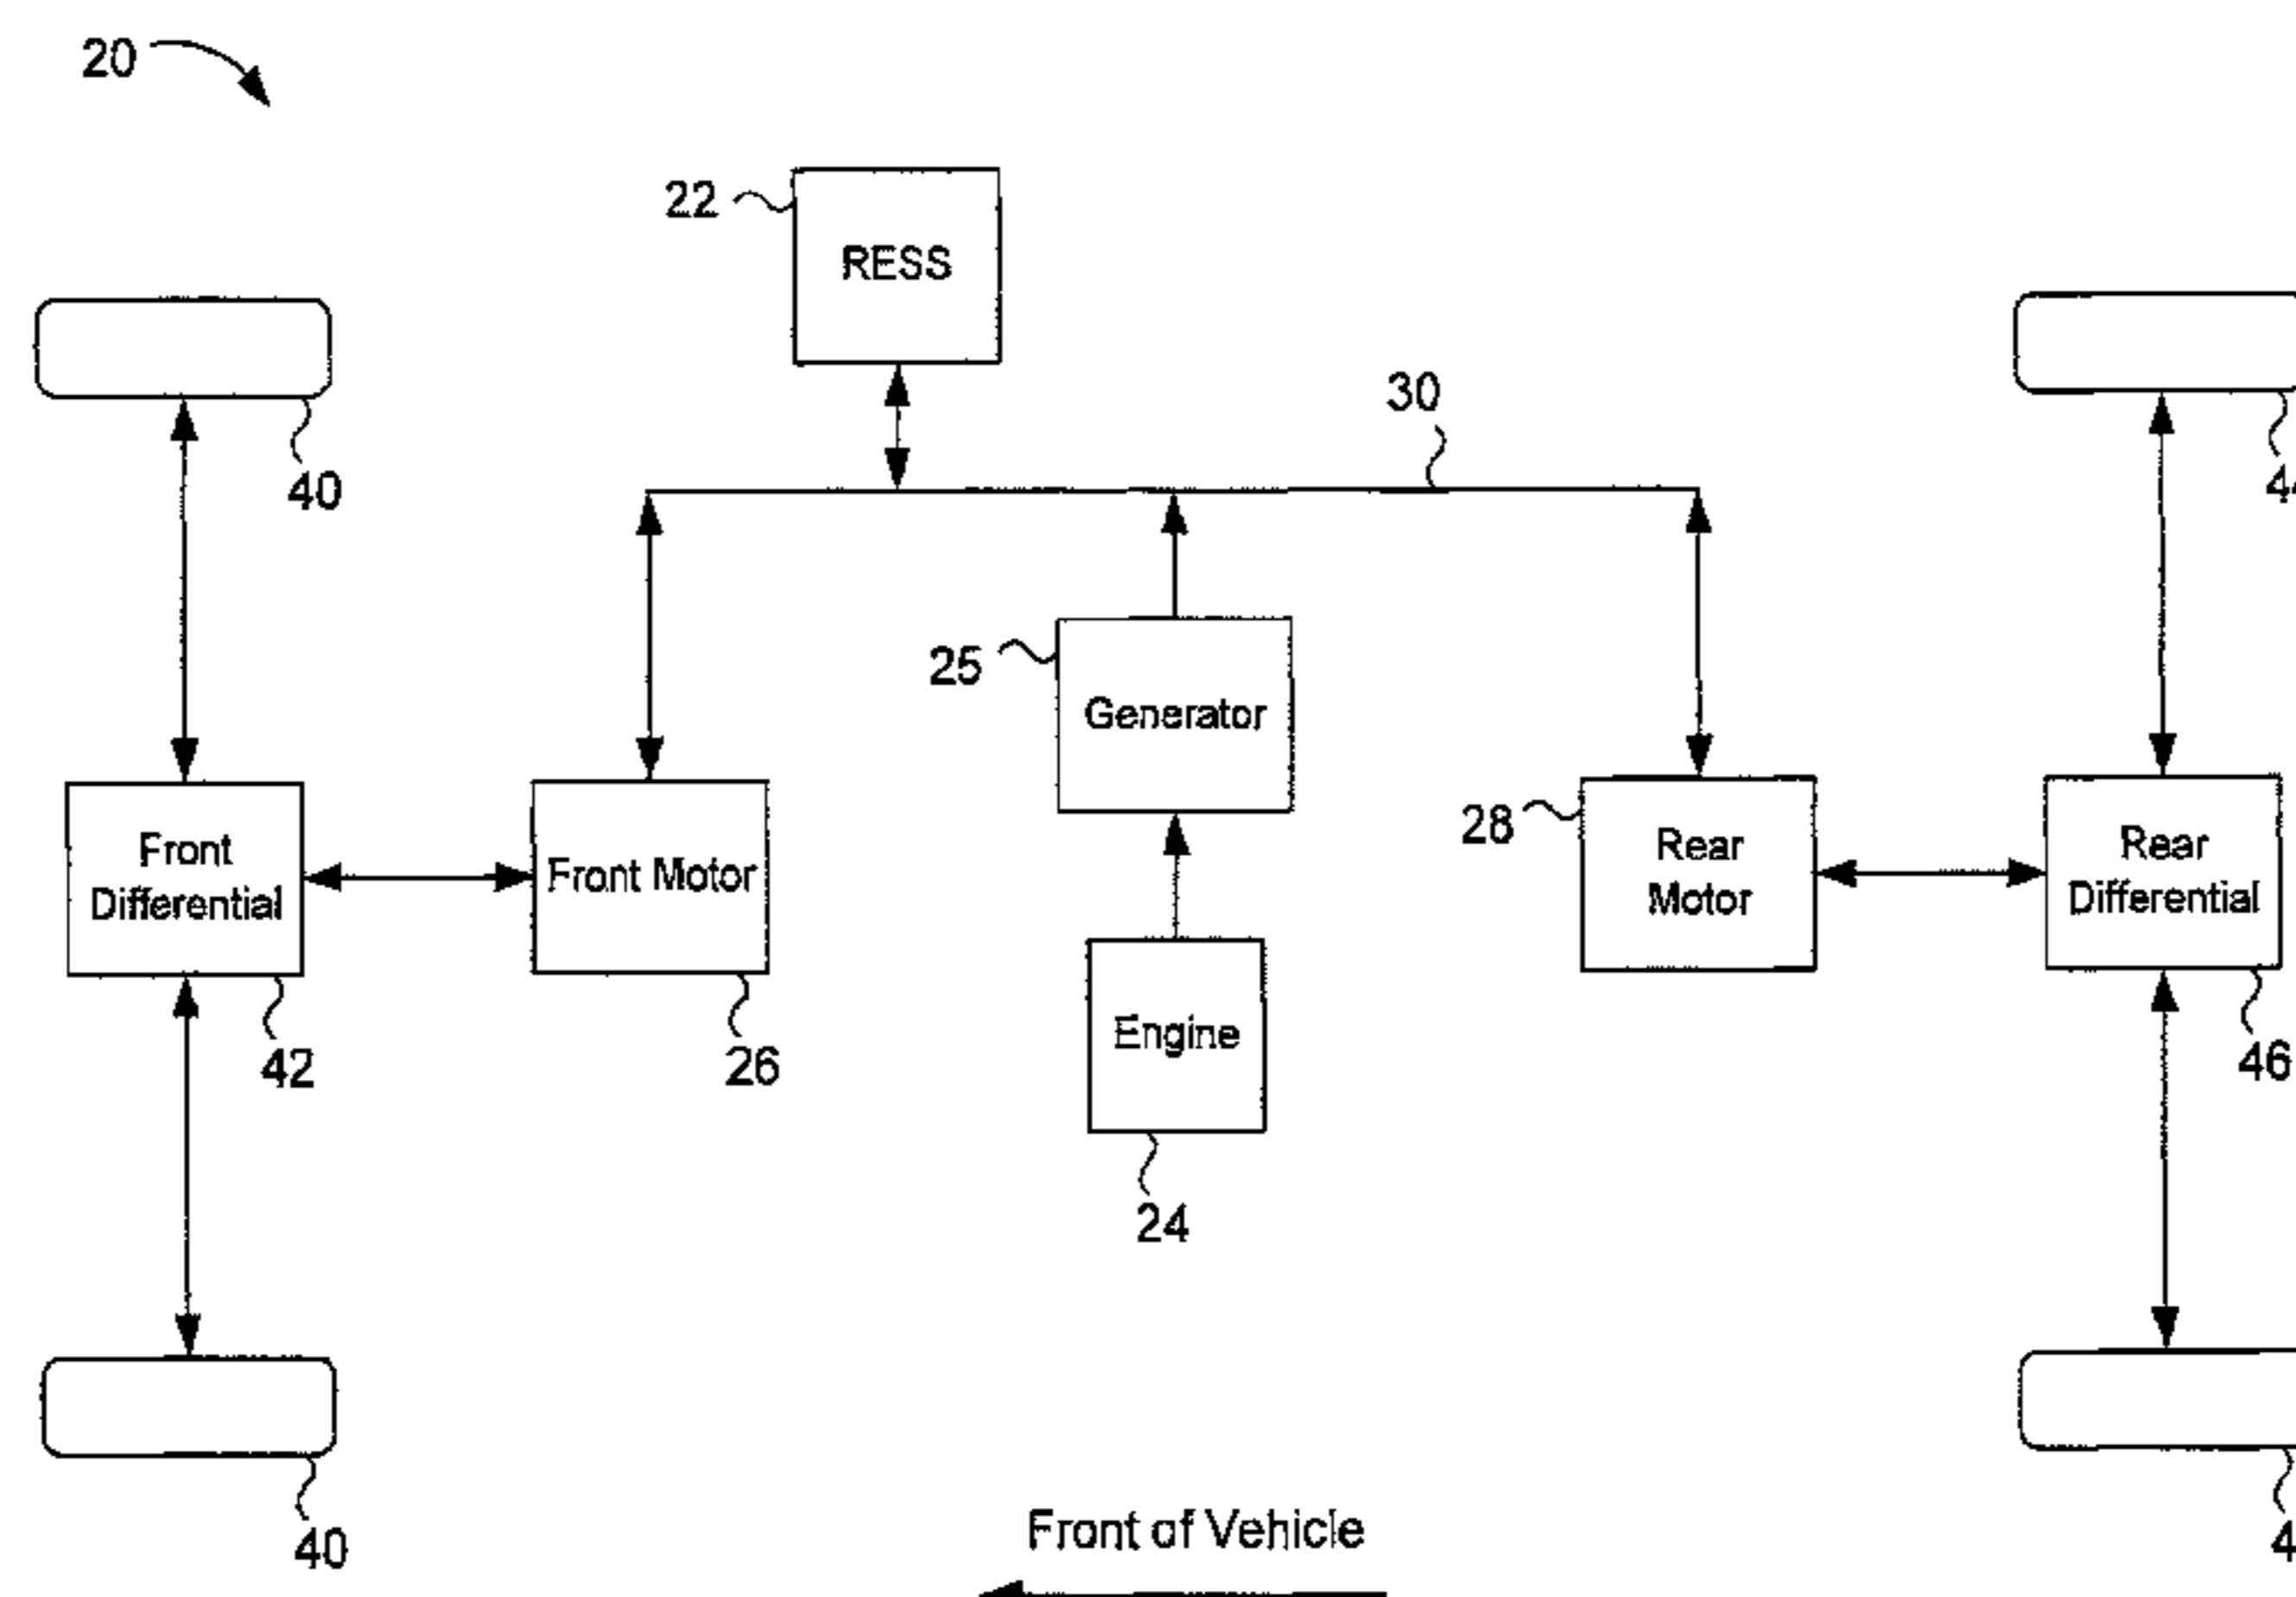 20
22
RESS
30
40
25
Generator
28
Front
Differential
Front Motor
Rear
Motor
Rear
Differential
42
26
Engine
46
24
40
Front of Vehicle